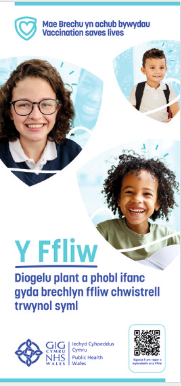 Mae Brechu yn achub bywydau
Vaccination saves lives
Y Ffliw
Diogelu plant a phobl ifanc
gyda brechlyn ffliw chwistrell
trwynol syml
GIG
CYMRU
NHS
WALES
Iechyd Cyhoeddus
Cymru
Public Health
Wales